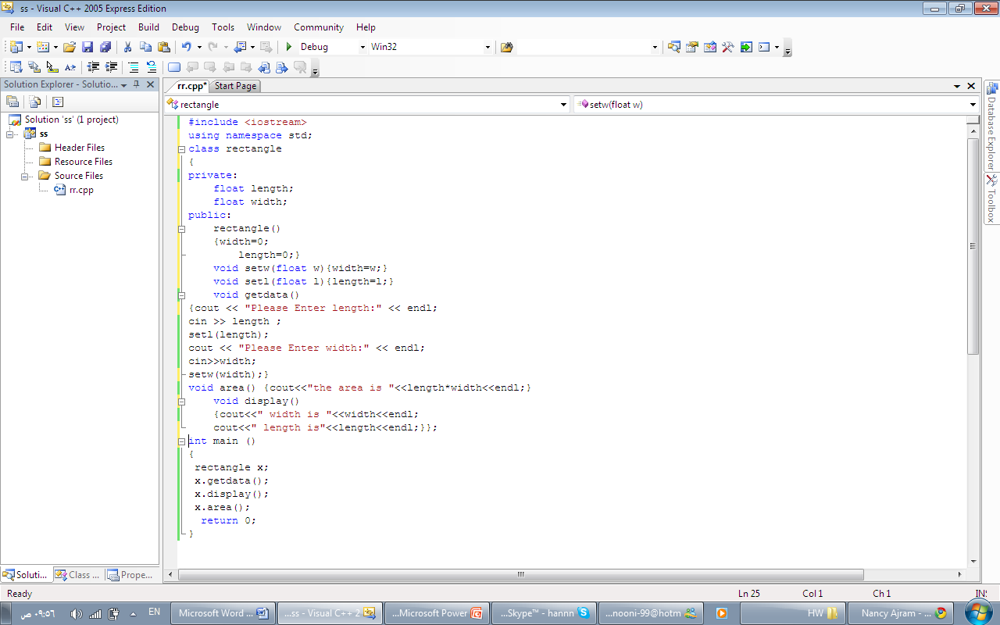 ss - Visual C++ 2005 Express Edition
File Edit View Project Build Debug Tools Window Community Help
Debug Win32
Solution Explorer - Solutio...
rr.cpp* Start Page
rectangle setw(float w)
Solution 'ss' (1 project)
ss
Header Files
Resource Files
Source Files
rr.cpp
#include <iostream>
using namespace std;
class rectangle
{
private:
    float length;
    float width;
public:
    rectangle()
    {width=0;
        length=0;}
    void setw(float w){width=w;}
    void setl(float l){length=l;}
    void getdata()
{cout << "Please Enter length:" << endl;
cin >> length ;
setl(length);
cout << "Please Enter width:" << endl;
cin>>width;
setw(width);}
void area() {cout<<"the area is "<<length*width<<endl;}
    void display()
    {cout<<" width is "<<width<<endl;
    cout<<" length is"<<length<<endl;}};
int main ()
{
 rectangle x;
 x.getdata();
 x.display();
 x.area();
  return 0;
}
Database Explorer
Toolbox
Soluti... Class ... Prope...
Ready Ln 25 Col 1 Ch 1 IN:
٠٩:٥٦ ص EN Microsoft Word ... ...ss - Visual C++ 2 ...Microsoft Power ...Skype™ - hannn ...nooni-99@hotm HW Nancy Ajram - ...